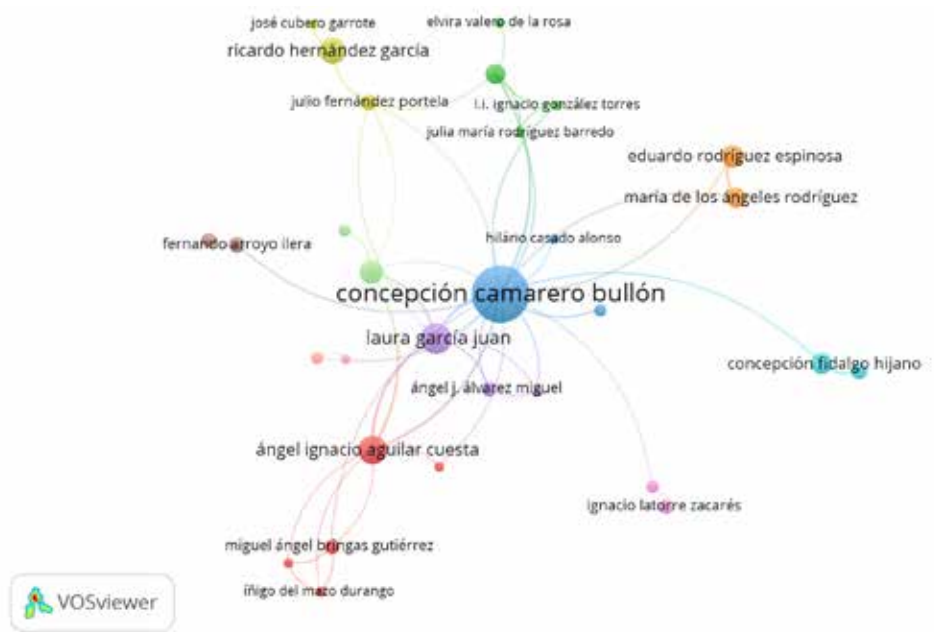 josé cubero garrote
elvira valero de la rosa
ricardo hernández garcía
julio fernández portela
l.i. ignacio gonzález torres
julia maría rodríguez barredo
eduardo rodríguez espinosa
maría de los ángeles rodríguez
fernando arroyo ilera
hilario casado alonso
concepción camarero bullón
laura garcía juan
concepción fidalgo hijano
ángel j. álvarez miguel
ángel ignacio aguilar cuesta
ignacio latorre zacarés
miguel ángel bringas gutiérrez
íñigo del mazo durango
VOSviewer